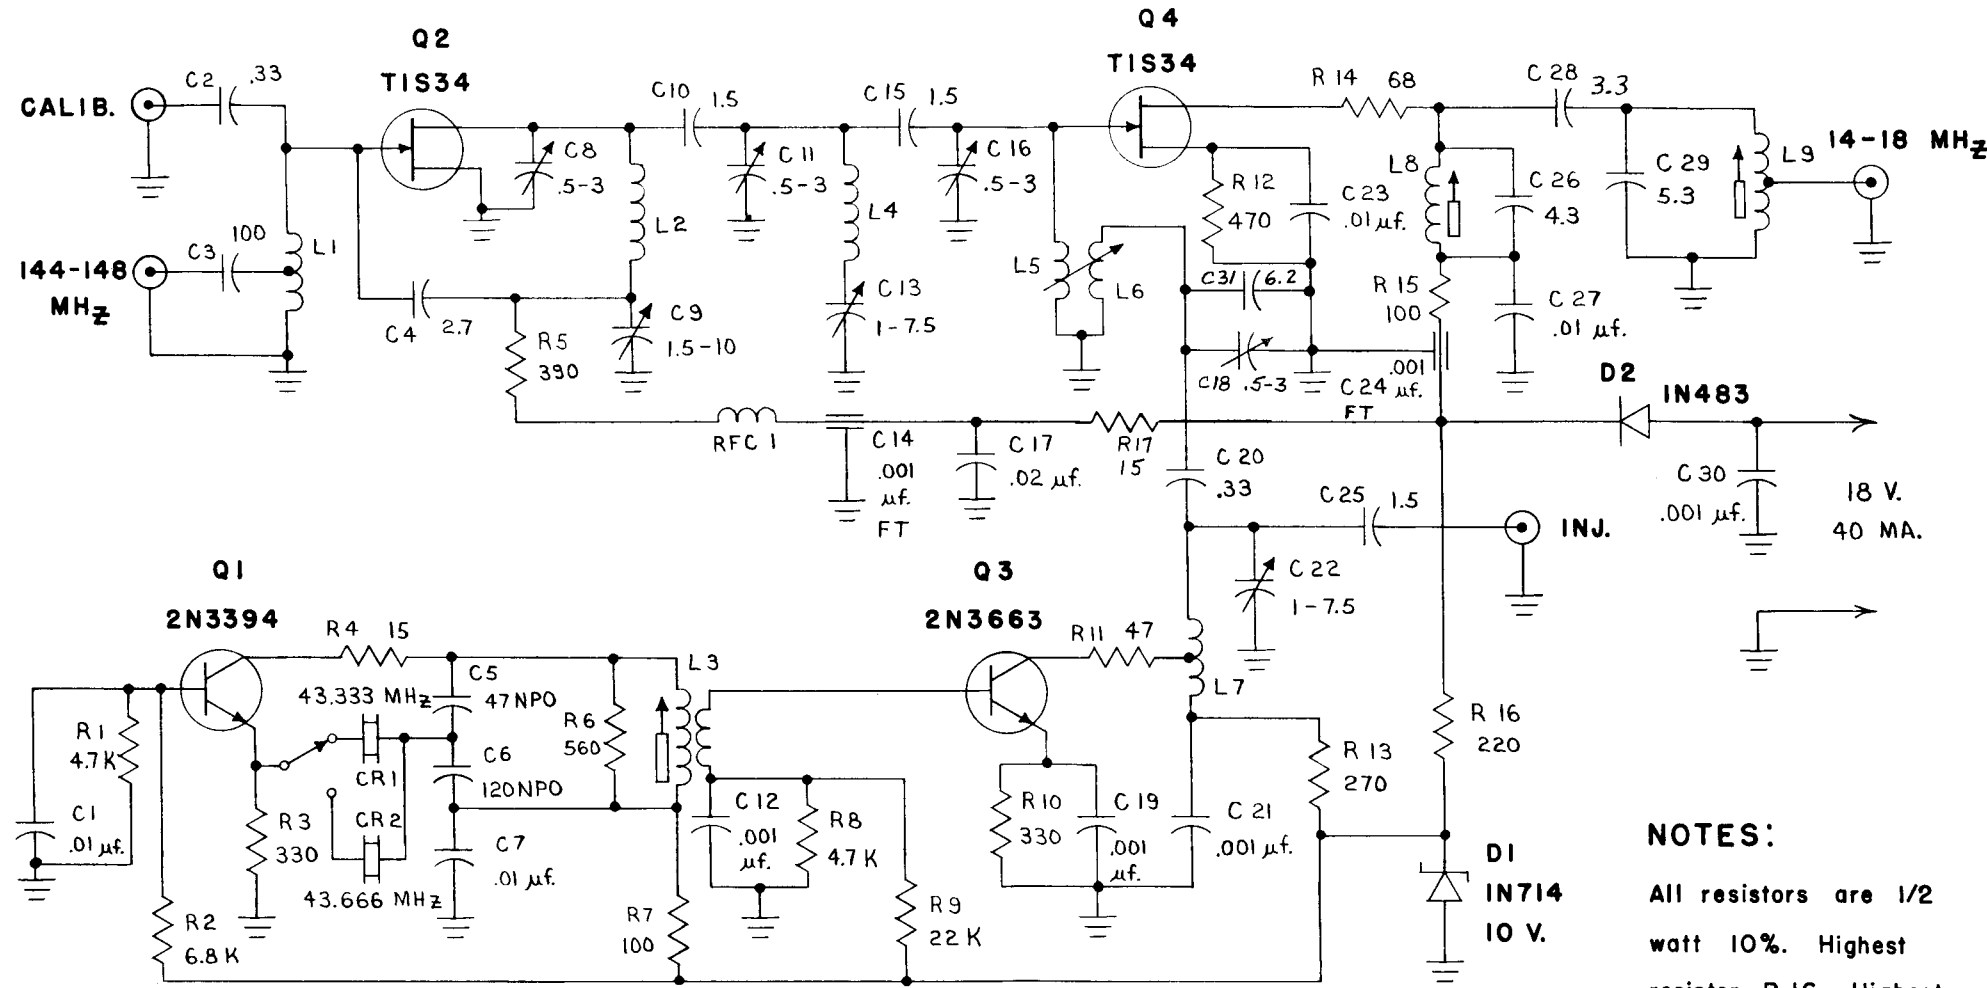 Q2
TIS34
Q4
TIS34
CALIB.
C2 .33
C10 1.5
C15 1.5
R14 68
C28 3.3
14-18 MHz
144-148
MHz
C3 100
L1
C4 2.7
C8
.5-3
L2
C9
1.5-10
R5
390
C11
.5-3
L4
C13
1-7.5
C16
.5-3
L5
L6
R12
470
C23
.01 µf.
C31 6.2
C18 .5-3
L8
C26
4.3
R15
100
C27
.01 µf.
C29
5.3
L9
.001
C24 µf.
FT
D2
1N483
RFC 1
C14
.001
µf.
FT
C17
.02 µf.
R17
15
C20
.33
C25 1.5
INJ.
C30
.001 µf.
18 V.
40 MA.
Q1
2N3394
Q3
2N3663
R4 15
43.333 MHz
CR1
CR2
43.666 MHz
C5
47NPO
C6
120NPO
C7
.01 µf.
R6
560
L3
R1
4.7K
C1
.01 µf.
R2
6.8K
R3
330
R7
100
C12
.001
µf.
R8
4.7K
R9
22K
R11 47
L7
C22
1-7.5
R10
330
C19
.001
µf.
C21
.001 µf.
R13
270
R16
220
D1
1N714
10 V.
NOTES:
All resistors are 1/2
watt 10%. Highest